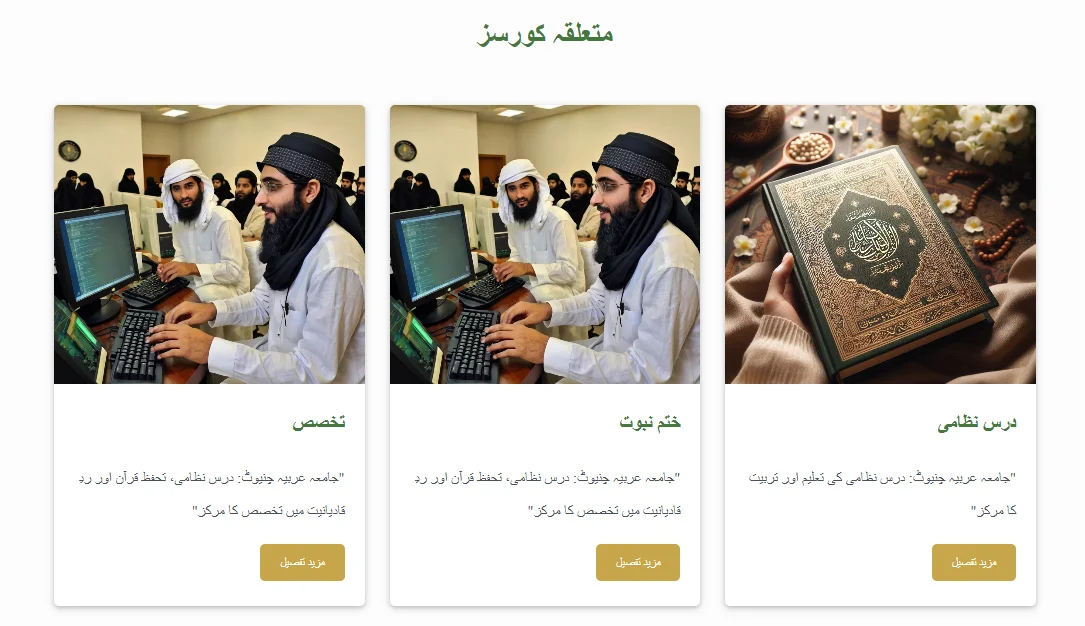 متعلقہ کورسز
درس نظامی
"جامعہ عربیہ چنیوٹ: درس نظامی کی تعلیم اور تربیت
کا مرکز"
مزید تفصیل
ختم نبوت
"جامعہ عربیہ چنیوٹ: درس نظامی، تحفظ قرآن اور ردِ
قادیانیت میں تخصص کا مرکز"
مزید تفصیل
تخصص
"جامعہ عربیہ چنیوٹ: درس نظامی، تحفظ قرآن اور ردِ
قادیانیت میں تخصص کا مرکز"
مزید تفصیل